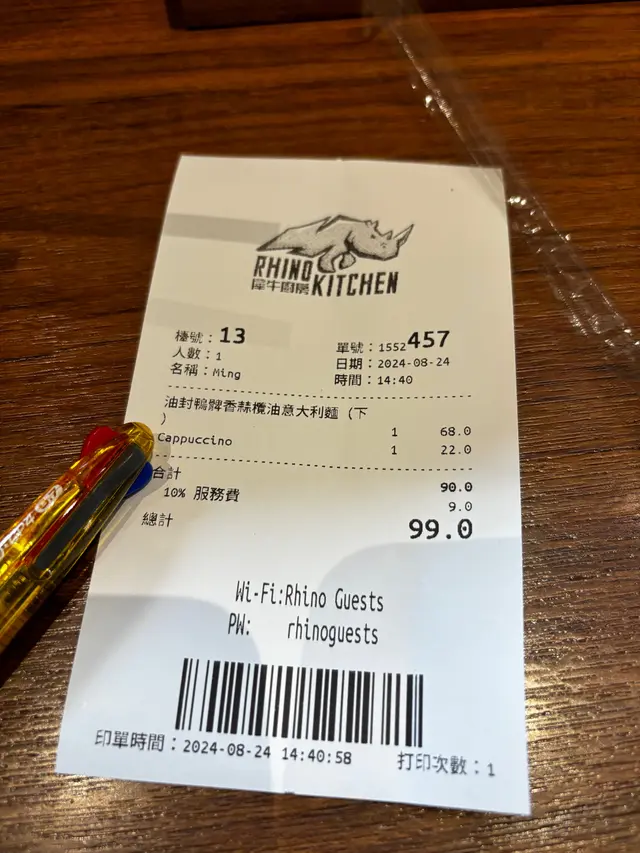 RHINO
犀牛廚房 KITCHEN
檯號：13
單號：1552457
人數：1
日期：2024-08-24
名稱：Ming
時間：14:40
油封鴨髀香蒜欖油意大利麵 (下
)
1 68.0
Cappuccino 1 22.0
合計 90.0
10% 服務費 9.0
總計 99.0
Wi-Fi:Rhino Guests
PW: rhinoguests
印單時間：2024-08-24 14:40:58
打印次數：1